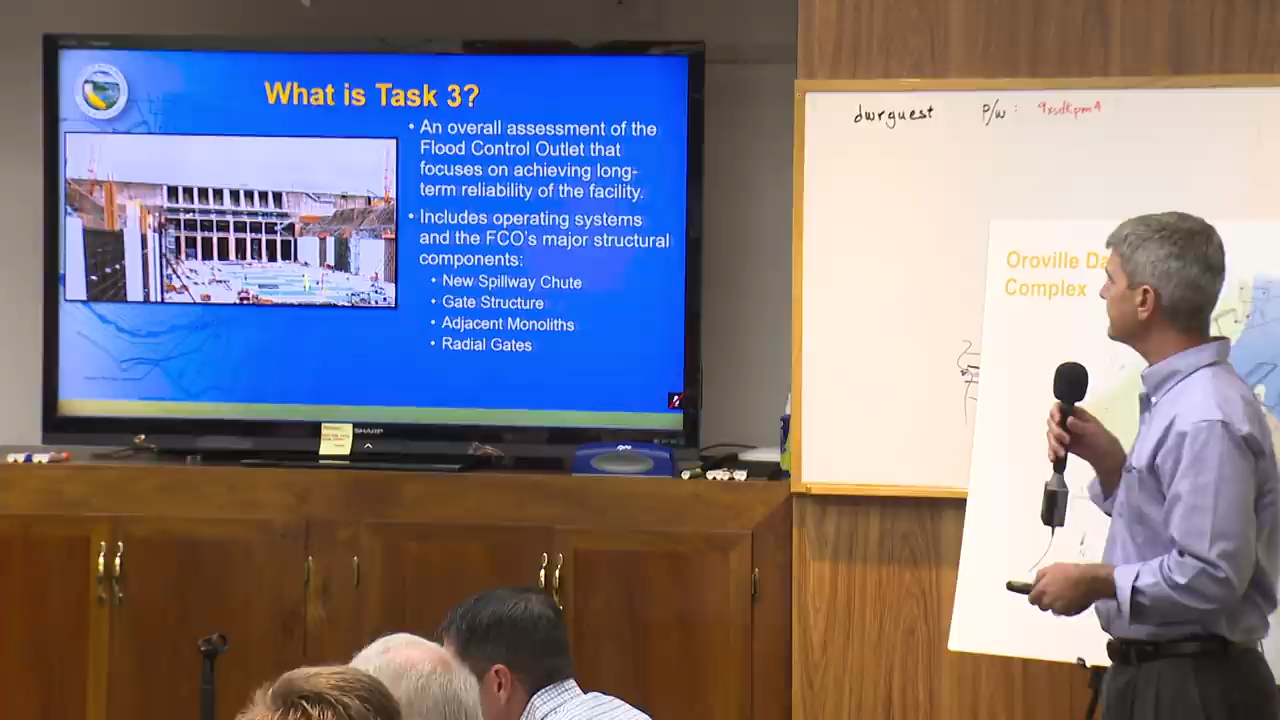 What is Task 3?
• An overall assessment of the
Flood Control Outlet that
focuses on achieving long-
term reliability of the facility.
• Includes operating systems
and the FCO's major structural
components:
• New Spillway Chute
• Gate Structure
• Adjacent Monoliths
• Radial Gates
SHARP
dwrguest P/w: 9xsdkpm4
Oroville Da
Complex